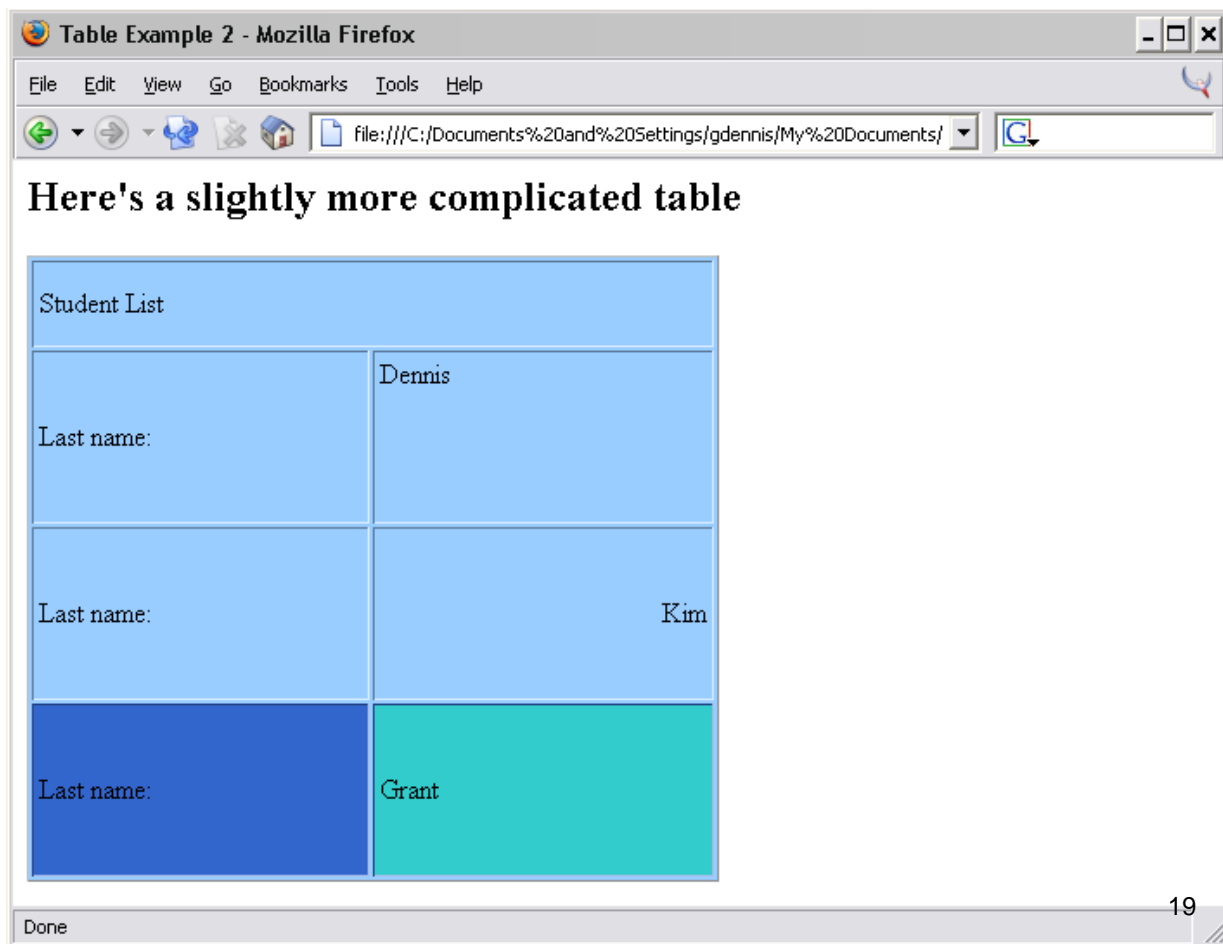 Table Example 2 - Mozilla Firefox
File Edit View Go Bookmarks Tools Help
file:///C:/Documents%20and%20Settings/gdennis/My%20Documents/
G
Here's a slightly more complicated table
Student List
Last name: Dennis
Last name: Kim
Last name: Grant
19
Done